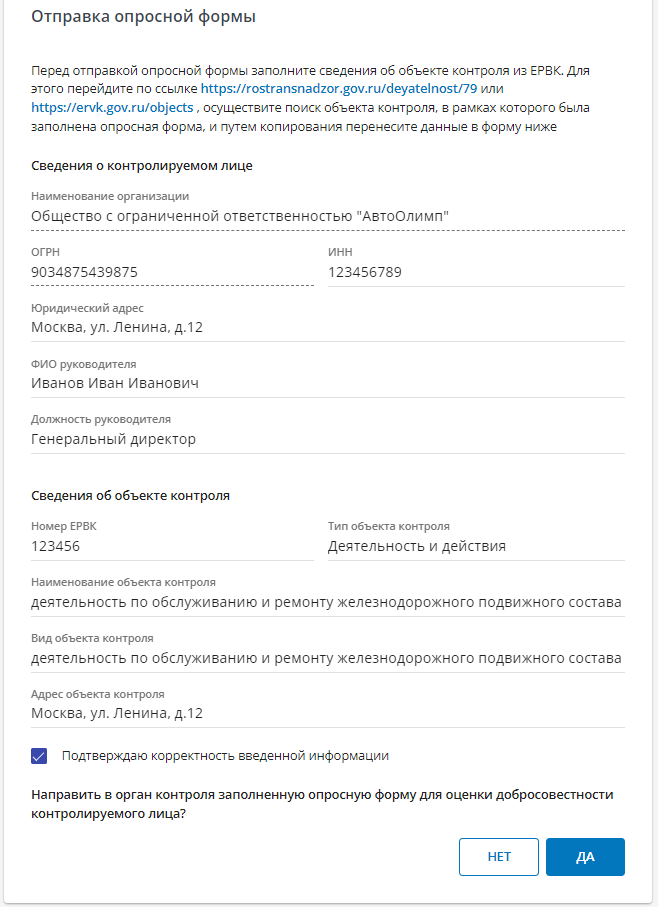 Отправка опросной формы
Перед отправкой опросной формы заполните сведения об объекте контроля из ЕРВК. Для
этого перейдите по ссылке https://rostransnadzor.gov.ru/deyatelnost/79 или
https://ervk.gov.ru/objects , осуществите поиск объекта контроля, в рамках которого была
заполнена опросная форма, и путем копирования перенесите данные в форму ниже
Сведения о контролируемом лице
Наименование организации
Общество с ограниченной ответственностью "АвтоОлимп"
ОГРН ИНН
9034875439875 123456789
Юридический адрес
Москва, ул. Ленина, д.12
ФИО руководителя
Иванов Иван Иванович
Должность руководителя
Генеральный директор
Сведения об объекте контроля
Номер ЕРВК Тип объекта контроля
123456 Деятельность и действия
Наименование объекта контроля
деятельность по обслуживанию и ремонту железнодорожного подвижного состава
Вид объекта контроля
деятельность по обслуживанию и ремонту железнодорожного подвижного состава
Адрес объекта контроля
Москва, ул. Ленина, д.12
Подтверждаю корректность введенной информации
Направить в орган контроля заполненную опросную форму для оценки добросовестности
контролируемого лица?
НЕТ ДА